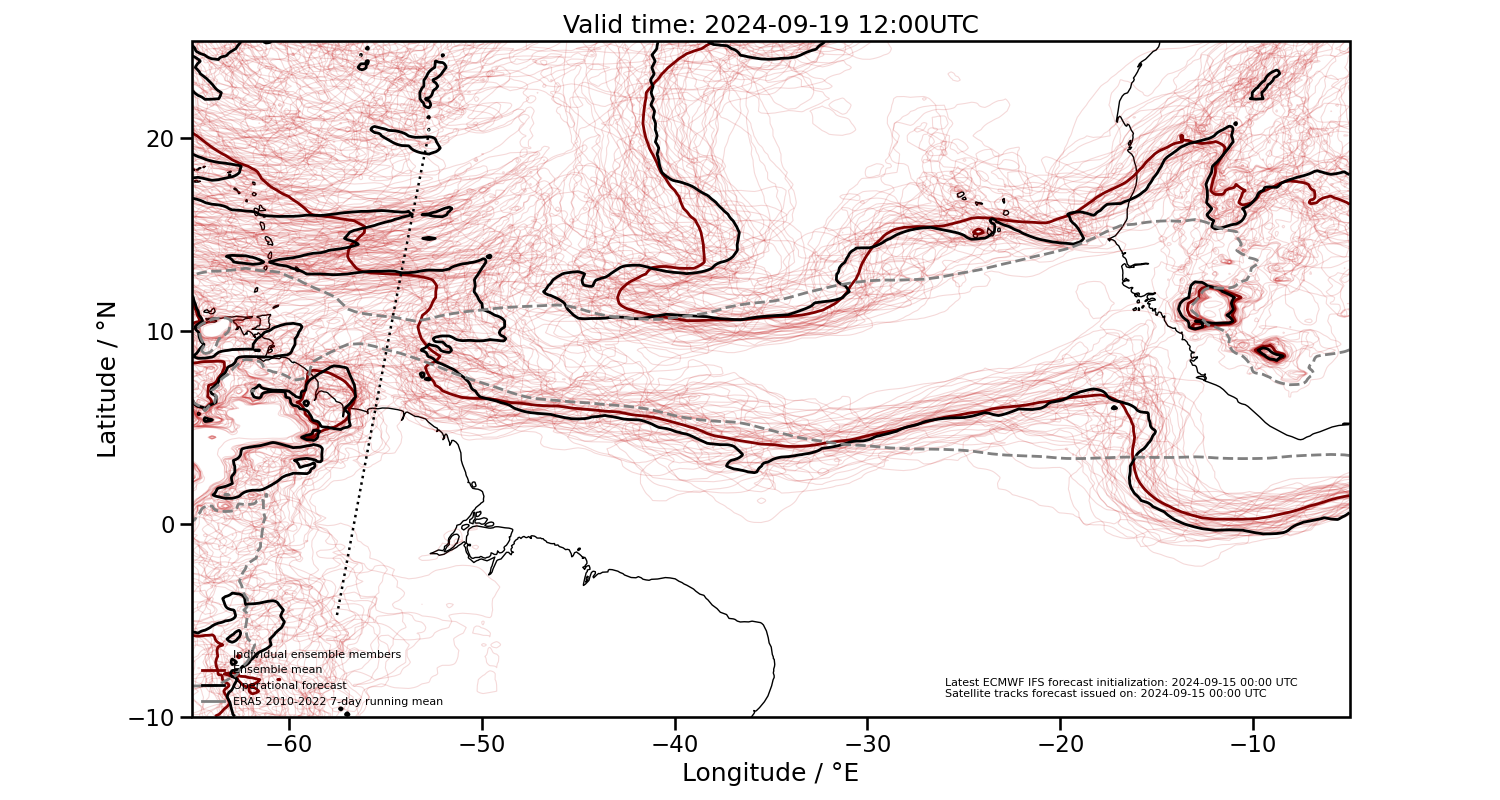 Valid time: 2024-09-19 12:00UTC
20
10
0
−10
Latitude / °N
Individual ensemble members
Ensemble mean
Operational forecast
ERA5 2010-2022 7-day running mean
Latest ECMWF IFS forecast initialization: 2024-09-15 00:00 UTC
Satellite tracks forecast issued on: 2024-09-15 00:00 UTC
−60 −50 −40 −30 −20 −10
Longitude / °E